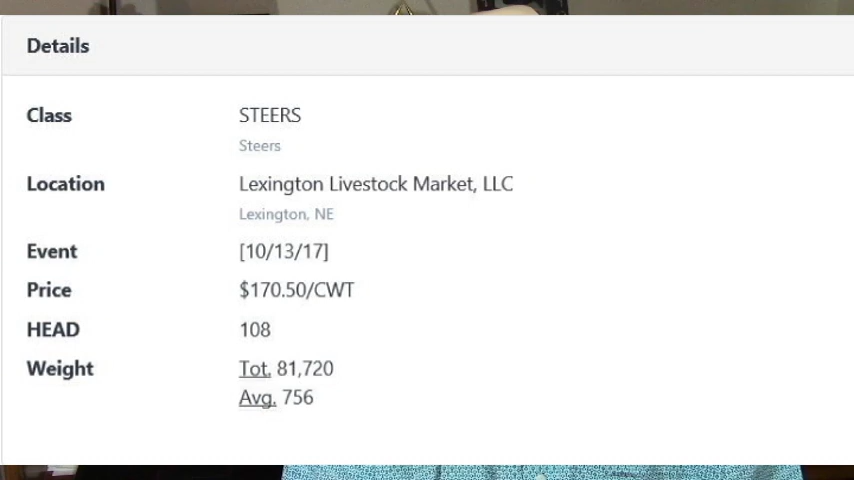 Details
Class STEERS
Steers
Location Lexington Livestock Market, LLC
Lexington, NE
Event [10/13/17]
Price $170.50/CWT
HEAD 108
Weight Tot. 81,720
Avg. 756